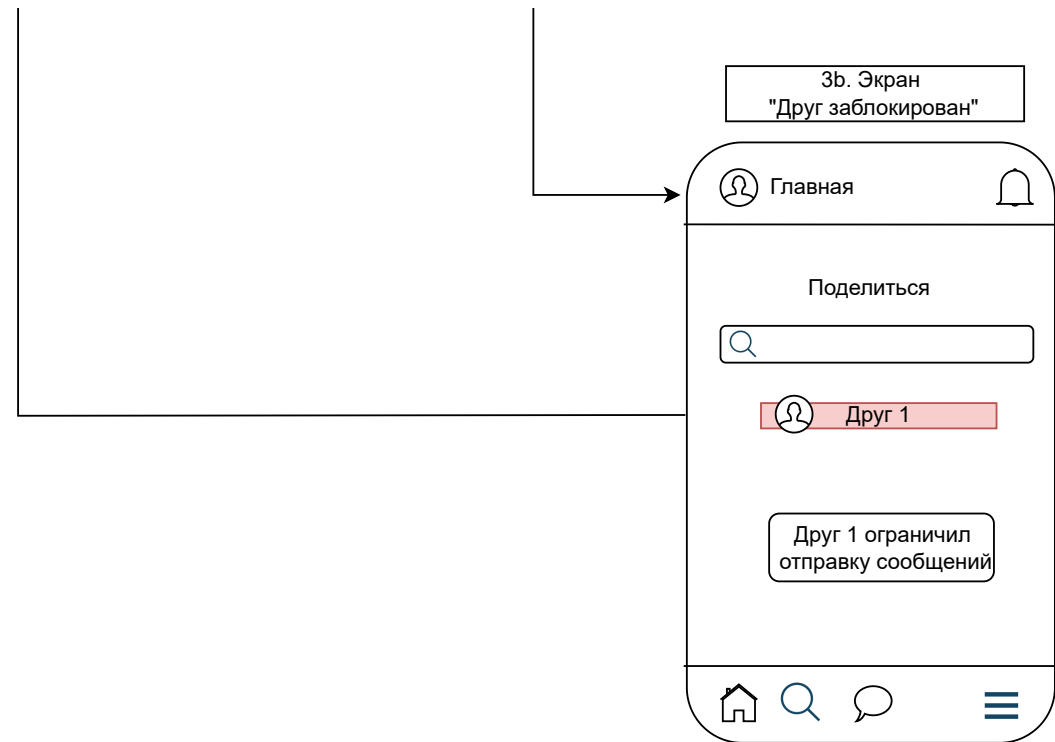 3b. Экран
"Друг заблокирован"
Главная
Поделиться
Друг 1
Друг 1 ограничил
отправку сообщений